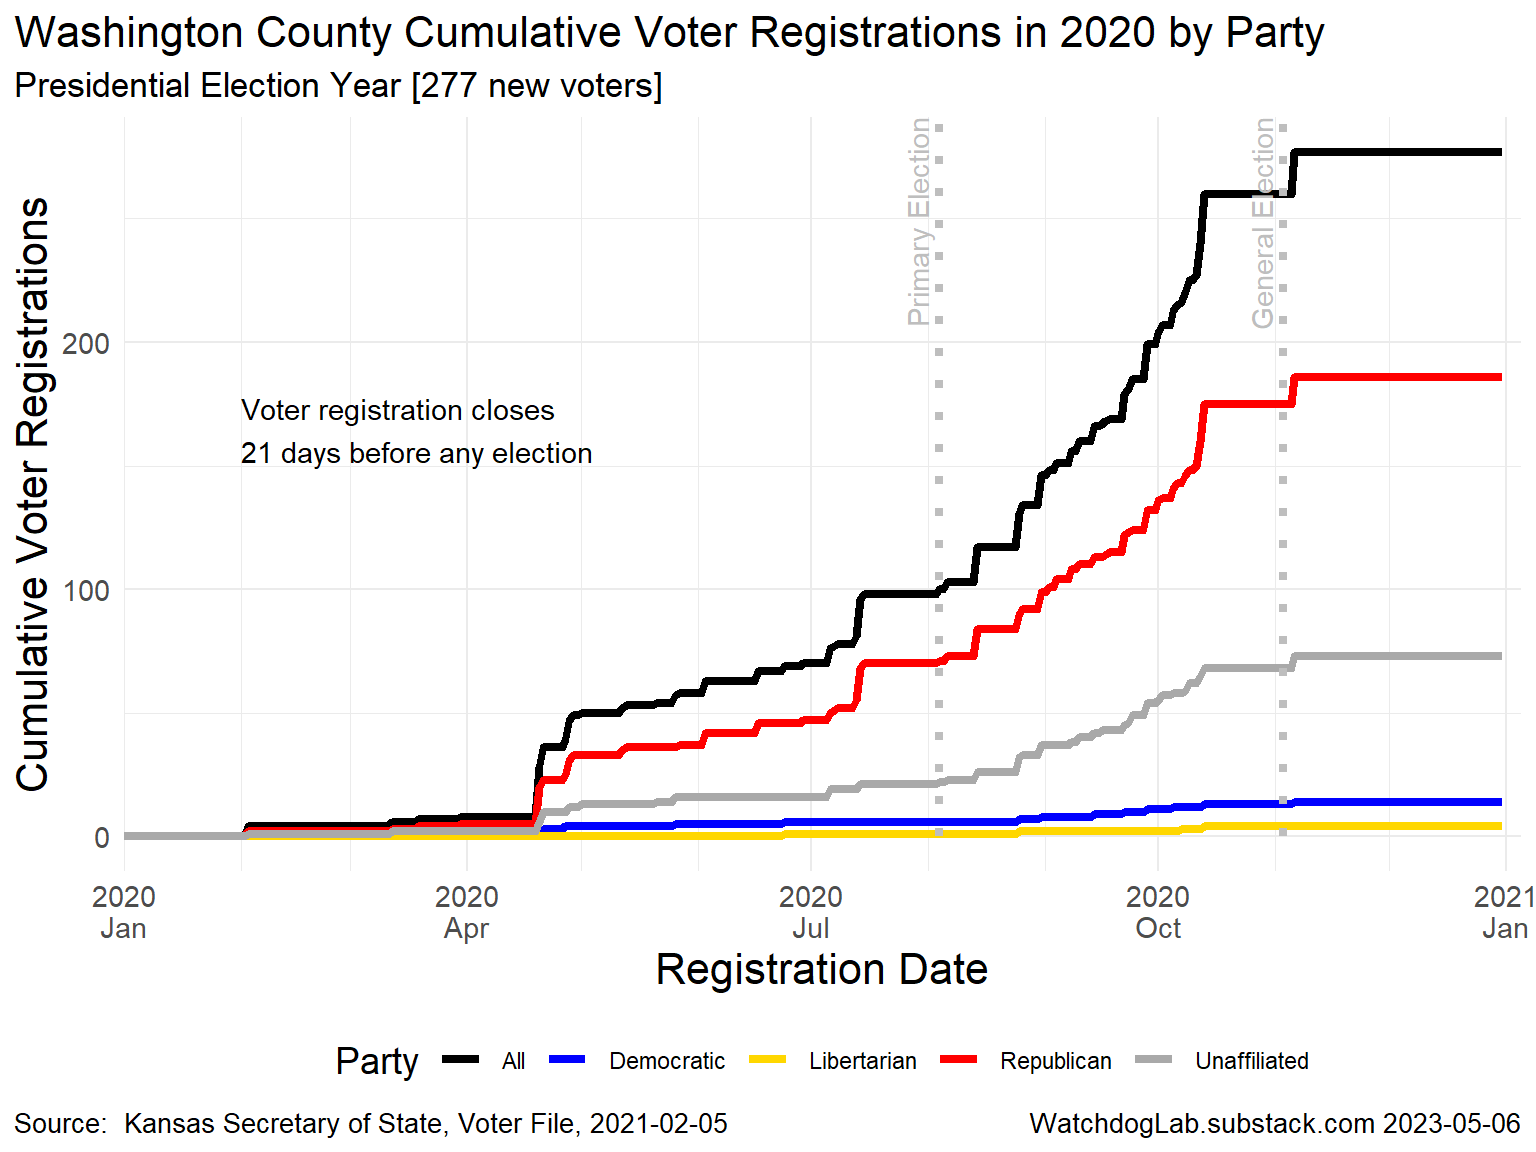 Washington County Cumulative Voter Registrations in 2020 by Party
Presidential Election Year [277 new voters]
Cumulative Voter Registrations
200
100
0
Primary Election
General Election
Voter registration closes
21 days before any election
2020 2020 2020 2020 2021
Jan Apr Jul Oct Jan
Registration Date
Party All Democratic Libertarian Republican Unaffiliated
Source:  Kansas Secretary of State, Voter File, 2021-02-05
WatchdogLab.substack.com 2023-05-06